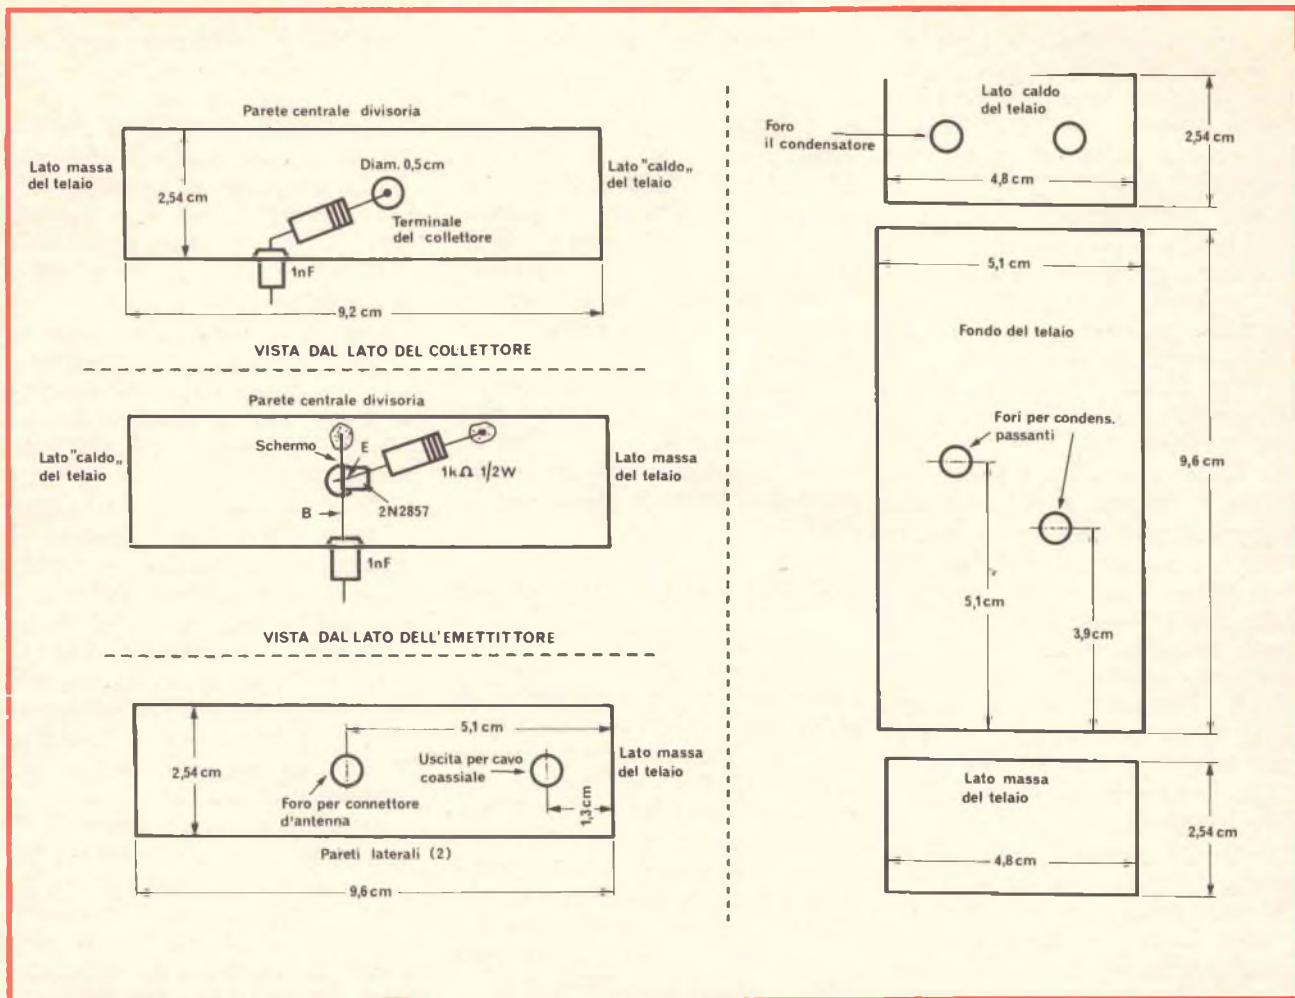 Parete centrale divisoria
Lato massa
del telaio
2,54 cm
Diam. 0,5 cm
Lato "caldo„
del telaio
Terminale
del collettore
1nF
9,2 cm
VISTA DAL LATO DEL COLLETTORE
Parete centrale divisoria
Lato "caldo„
del telaio
Schermo
E
1kΩ 1/2W
Lato massa
del telaio
B
2N2857
1nF
VISTA DAL LATO DELL'EMETTITTORE
5,1 cm
2,54 cm
Uscita per cavo
coassiale
Lato massa
del telaio
Foro per connettore
d'antenna
1,3cm
Pareti laterali (2)
9,6 cm
Lato caldo
del telaio
Foro
il condensatore
2,54 cm
4,8 cm
5,1 cm
Fondo del telaio
Fori per condens.
passanti
9,6 cm
5,1cm
3,9cm
Lato massa
del telaio
2,54 cm
4,8 cm